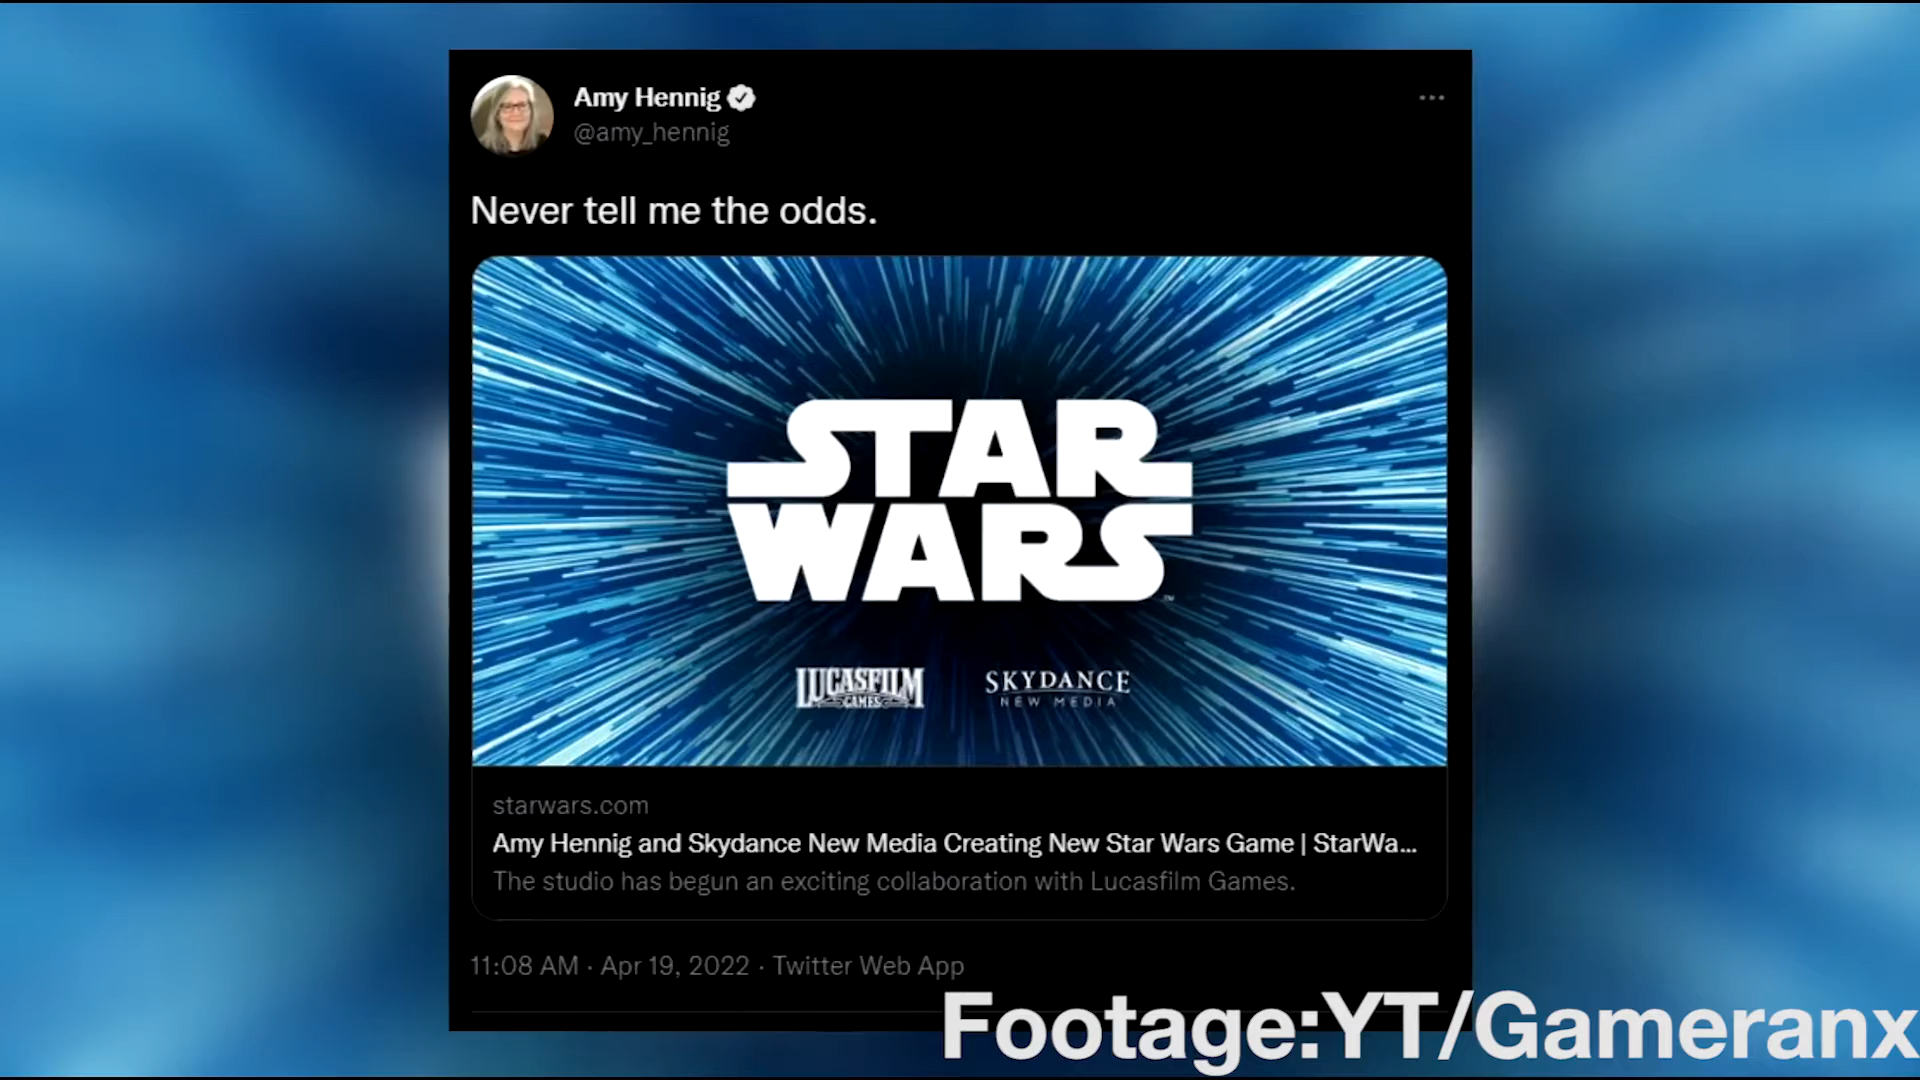 Amy Hennig
@amy_hennig
Never tell me the odds.
STAR
WARS
TM
LUCASFILM
GAMES
SKYDANCE
NEW MEDIA
starwars.com
Amy Hennig and Skydance New Media Creating New Star Wars Game | StarWa...
The studio has begun an exciting collaboration with Lucasfilm Games.
11:08 AM · Apr 19, 2022 · Twitter Web App
Footage:YT/Gameranx